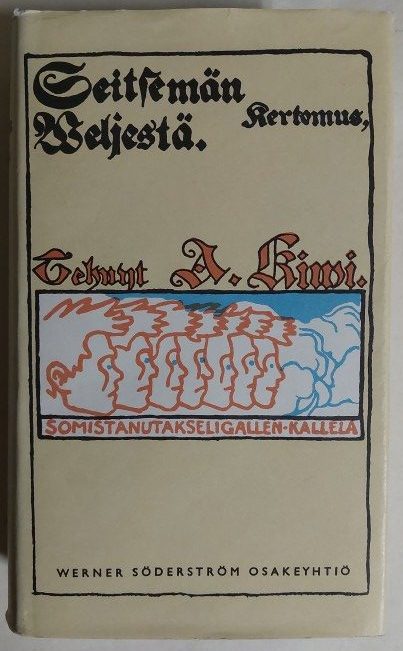 Seitsemän
Weljestä. Kertomus,
Tehnyt A. Kiwi.
SOMISTANUT AKSELI GALLEN-KALLELA
WERNER SÖDERSTRÖM OSAKEYHTIÖ